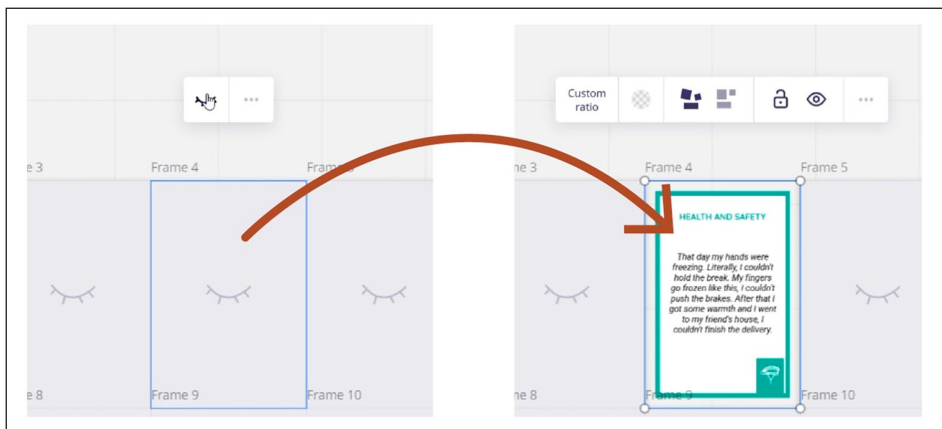 Custom
ratio
e 3
Frame 4
Frame 5
e 8
Frame 9
Frame 10
ne 3
Frame 4
Frame 5
HEALTH AND SAFETY
That day my hands were
freezing. Literally, I couldn't
hold the break. My fingers
go frozen like this, I couldn't
push the brakes. After that I
got some warmth and I went
to my friend's house, I
couldn't finish the delivery.
ne 8
Frame 9
Frame 10